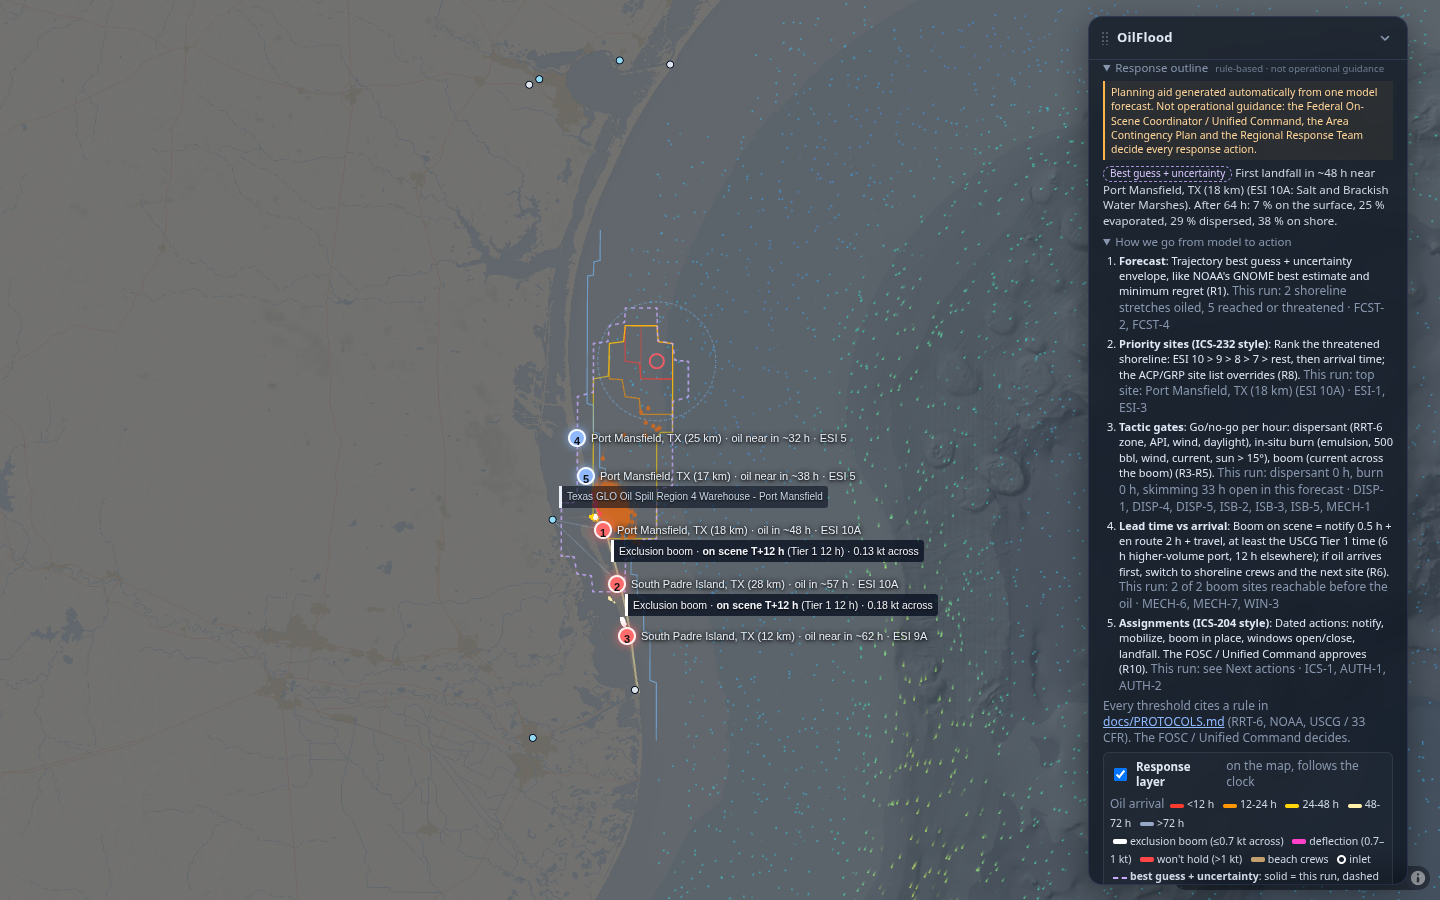 OilFlood
Response outline rule-based · not operational guidance
Planning aid generated automatically from one model
forecast. Not operational guidance: the Federal On-
Scene Coordinator / Unified Command, the Area
Contingency Plan and the Regional Response Team
decide every response action.
Best guess + uncertainty First landfall in ~48 h near
Port Mansfield, TX (18 km) (ESI 10A: Salt and Brackish
Water Marshes). After 64 h: 7 % on the surface, 25 %
evaporated, 29 % dispersed, 38 % on shore.
How we go from model to action
1. Forecast: Trajectory best guess + uncertainty
envelope, like NOAA's GNOME best estimate and
minimum regret (R1). This run: 2 shoreline
stretches oiled, 5 reached or threatened · FCST-
2, FCST-4
2. Priority sites (ICS-232 style): Rank the threatened
shoreline: ESI 10 > 9 > 8 > 7 > rest, then arrival time;
the ACP/GRP site list overrides (R8). This run: top
site: Port Mansfield, TX (18 km) (ESI 10A) · ESI-1,
ESI-3
3. Tactic gates: Go/no-go per hour: dispersant (RRT-6
zone, API, wind, daylight), in-situ burn (emulsion, 500
bbl, wind, current, sun > 15°), boom (current across
the boom) (R3-R5). This run: dispersant 0 h, burn
0 h, skimming 33 h open in this forecast · DISP-
1, DISP-4, DISP-5, ISB-2, ISB-3, ISB-5, MECH-1
4. Lead time vs arrival: Boom on scene = notify 0.5 h +
en route 2 h + travel, at least the USCG Tier 1 time (6
h higher-volume port, 12 h elsewhere); if oil arrives
first, switch to shoreline crews and the next site (R6).
This run: 2 of 2 boom sites reachable before the
oil · MECH-6, MECH-7, WIN-3
5. Assignments (ICS-204 style): Dated actions: notify,
mobilize, boom in place, windows open/close,
landfall. The FOSC / Unified Command approves
(R10). This run: see Next actions · ICS-1, AUTH-1,
AUTH-2
Every threshold cites a rule in
docs/PROTOCOLS.md (RRT-6, NOAA, USCG / 33
CFR). The FOSC / Unified Command decides.
Response layer on the map, follows the clock
Oil arrival <12 h 12-24 h 24-48 h 48-
72 h >72 h
exclusion boom (≤0.7 kt across) deflection (0.7–
1 kt) won't hold (>1 kt) beach crews inlet
best guess + uncertainty: solid = this run, dashed
4 Port Mansfield, TX (25 km) · oil near in ~32 h · ESI 5
5 Port Mansfield, TX (17 km) · oil near in ~38 h · ESI 5
Texas GLO Oil Spill Region 4 Warehouse - Port Mansfield
1 Port Mansfield, TX (18 km) · oil in ~48 h · ESI 10A
Exclusion boom · on scene T+12 h (Tier 1 12 h) · 0.13 kt across
2 South Padre Island, TX (28 km) · oil in ~57 h · ESI 10A
Exclusion boom · on scene T+12 h (Tier 1 12 h) · 0.18 kt across
3 South Padre Island, TX (12 km) · oil near in ~62 h · ESI 9A